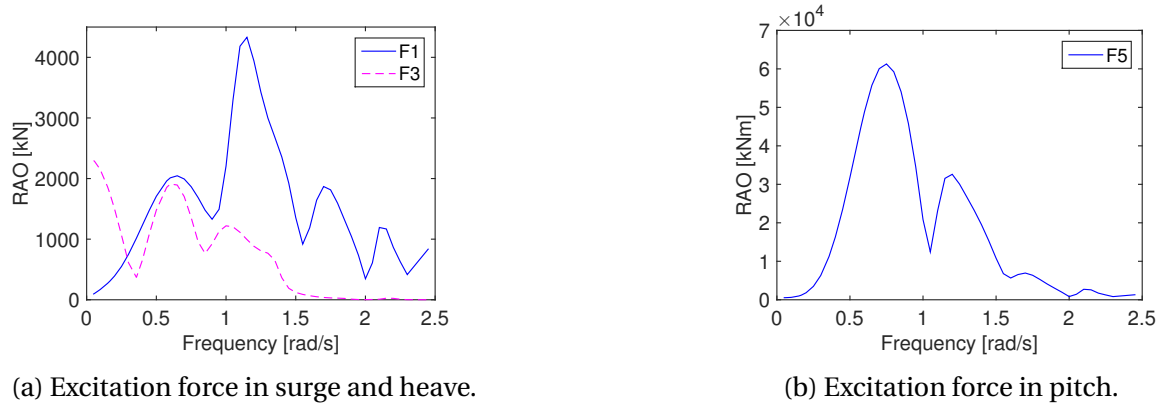 F1
F3
4000
3000
2000
1000
0
RAO [kN]
0 0.5 1 1.5 2 2.5
Frequency [rad/s]
(a) Excitation force in surge and heave.
×10⁴
F5
7
6
5
4
3
2
1
0
RAO [kNm]
0 0.5 1 1.5 2 2.5
Frequency [rad/s]
(b) Excitation force in pitch.